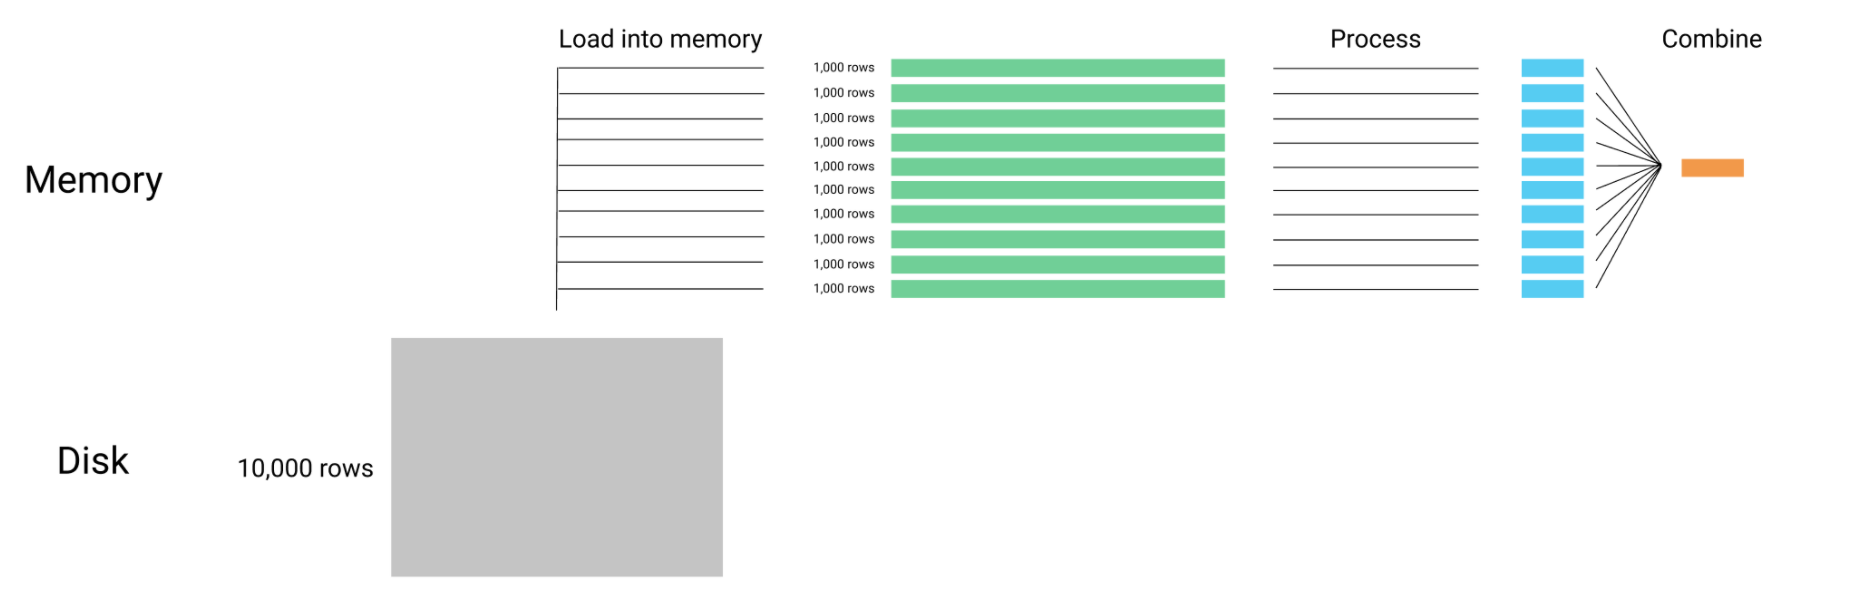 Load into memory
Process
Combine
1,000 rows
1,000 rows
1,000 rows
1,000 rows
1,000 rows
1,000 rows
1,000 rows
1,000 rows
1,000 rows
1,000 rows
Memory
Disk
10,000 rows